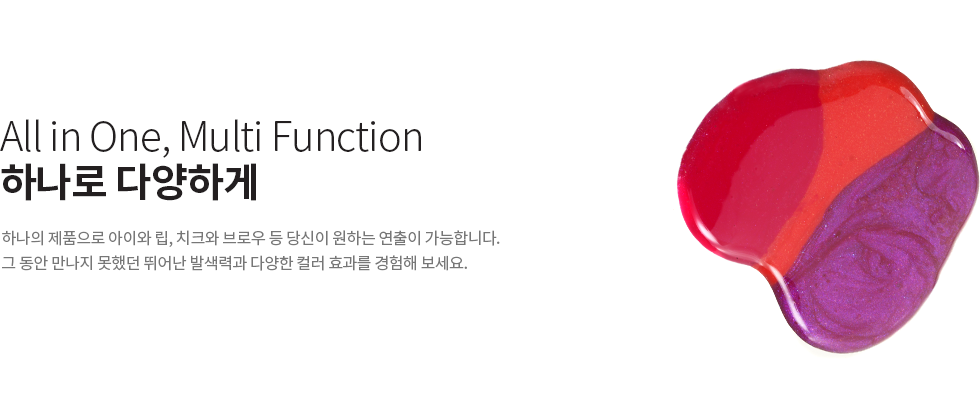 All in One, Multi Function
하나로 다양하게
하나의 제품으로 아이와 립, 치크와 브로우 등 당신이 원하는 연출이 가능합니다.
그 동안 만나지 못했던 뛰어난 발색력과 다양한 컬러 효과를 경험해 보세요.